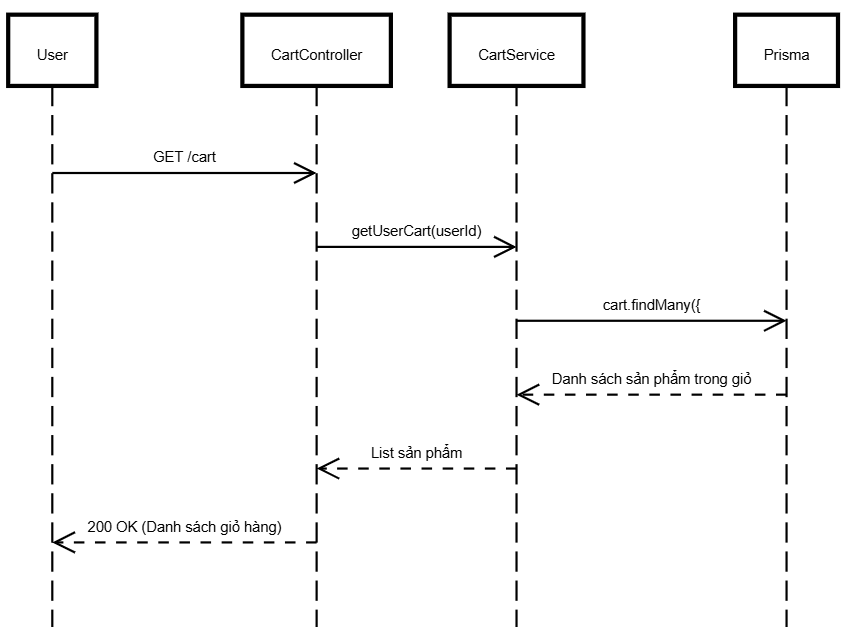 User
CartController
CartService
Prisma
GET /cart
getUserCart(userId)
cart.findMany({
Danh sách sản phẩm trong giỏ
List sản phẩm
200 OK (Danh sách giỏ hàng)